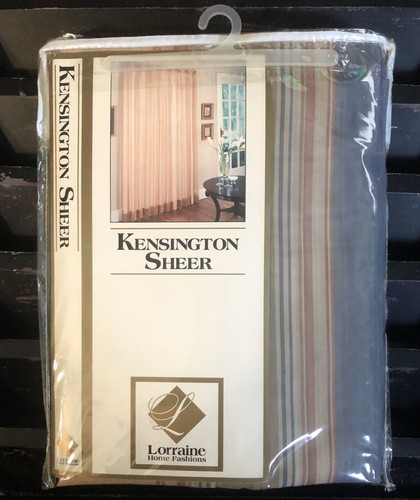 KENSINGTON SHEER
KENSINGTON
SHEER
L
Lorraine
Home Fashions